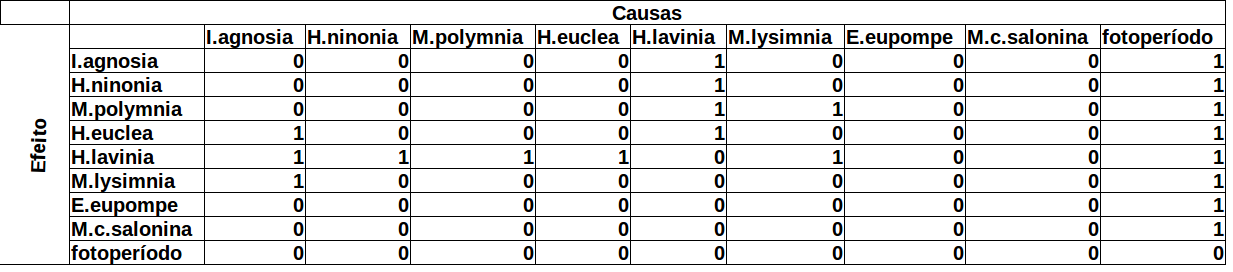 Causas
I.agnosia H.ninonia M.polymnia H.euclea H.lavinia M.lysimnia E.eupompe M.c.salonina fotoperíodo
Efeito
I.agnosia 0 0 0 0 1 0 0 0 1
H.ninonia 0 0 0 0 1 0 0 0 1
M.polymnia 0 0 0 0 1 1 0 0 1
H.euclea 1 0 0 0 1 0 0 0 1
H.lavinia 1 1 1 1 0 1 0 0 1
M.lysimnia 1 0 0 0 0 0 0 0 1
E.eupompe 0 0 0 0 0 0 0 0 1
M.c.salonina 0 0 0 0 0 0 0 0 1
fotoperíodo 0 0 0 0 0 0 0 0 0